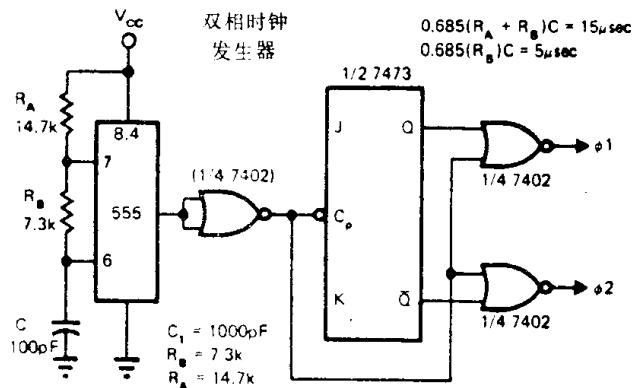 双相时钟
发生器
V_CC
0.685(R_A + R_B)C = 15μsec
0.685(R_B)C = 5μsec
1/2 7473
R_A
14.7k
8.4
7
J
Q
φ1
1/4 7402
(1/4 7402)
R_B
7.3k
555
C_p
6
K
Q̄
φ2
1/4 7402
C
100pF
C_1 = 1000pF
R_B = 7.3k
R_A = 14.7k